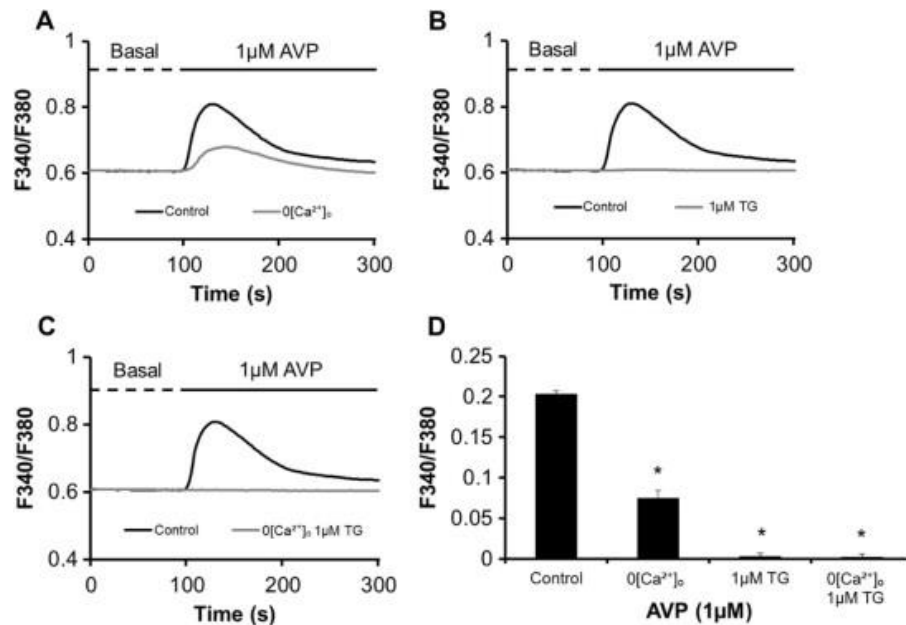 A
1
Basal
1µM AVP
F340/F380
0.8
0.6
0.4
Control
0[Ca²⁺]₀
0
100
200
300
Time (s)
B
1
Basal
1µM AVP
F340/F380
0.8
0.6
0.4
Control
1µM TG
0
100
200
300
Time (s)
C
1
Basal
1µM AVP
F340/F380
0.8
0.6
0.4
Control
0[Ca²⁺]₀ 1µM TG
0
100
200
300
Time (s)
D
0.25
0.2
0.15
0.1
0.05
0
F340/F380
*
*
*
Control
0[Ca²⁺]₀
1µM TG
0[Ca²⁺]₀
1µM TG
AVP (1µM)